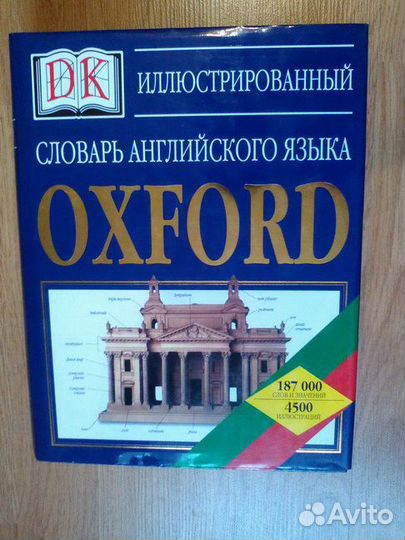 DK
ИЛЛЮСТРИРОВАННЫЙ
СЛОВАРЬ АНГЛИЙСКОГО ЯЗЫКА
OXFORD
187 000
СЛОВ И ЗНАЧЕНИЙ
4500
ИЛЛЮСТРАЦИЙ
Avito